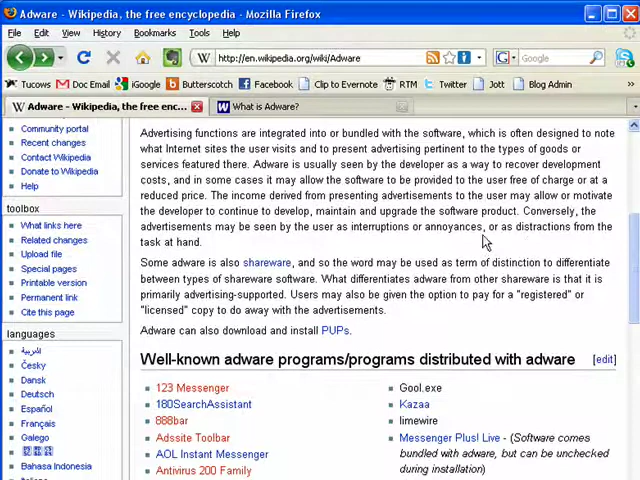 Adware - Wikipedia, the free encyclopedia - Mozilla Firefox
File Edit View History Bookmarks Tools Help
http://en.wikipedia.org/wiki/Adware
Google
Tucows Doc Email iGoogle Butterscotch Facebook Clip to Evernote RTM Twitter Jott Blog Admin
Adware - Wikipedia, the free enc... What is Adware?
Community portal
Recent changes
Contact Wikipedia
Donate to Wikipedia
Help
toolbox
What links here
Related changes
Upload file
Special pages
Printable version
Permanent link
Cite this page
languages
العربية
Česky
Dansk
Deutsch
Español
Français
Galego
Bahasa Indonesia
Italiano
Advertising functions are integrated into or bundled with the software, which is often designed to note
what Internet sites the user visits and to present advertising pertinent to the types of goods or
services featured there. Adware is usually seen by the developer as a way to recover development
costs, and in some cases it may allow the software to be provided to the user free of charge or at a
reduced price. The income derived from presenting advertisements to the user may allow or motivate
the developer to continue to develop, maintain and upgrade the software product. Conversely, the
advertisements may be seen by the user as interruptions or annoyances, or as distractions from the
task at hand.
Some adware is also shareware, and so the word may be used as term of distinction to differentiate
between types of shareware software. What differentiates adware from other shareware is that it is
primarily advertising-supported. Users may also be given the option to pay for a "registered" or
"licensed" copy to do away with the advertisements.
Adware can also download and install PUPs.
Well-known adware programs/programs distributed with adware [edit]
123 Messenger
180SearchAssistant
888bar
Adssite Toolbar
AOL Instant Messenger
Antivirus 200 Family
Gool.exe
Kazaa
limewire
Messenger Plus! Live - (Software comes
bundled with adware, but can be unchecked
during installation)